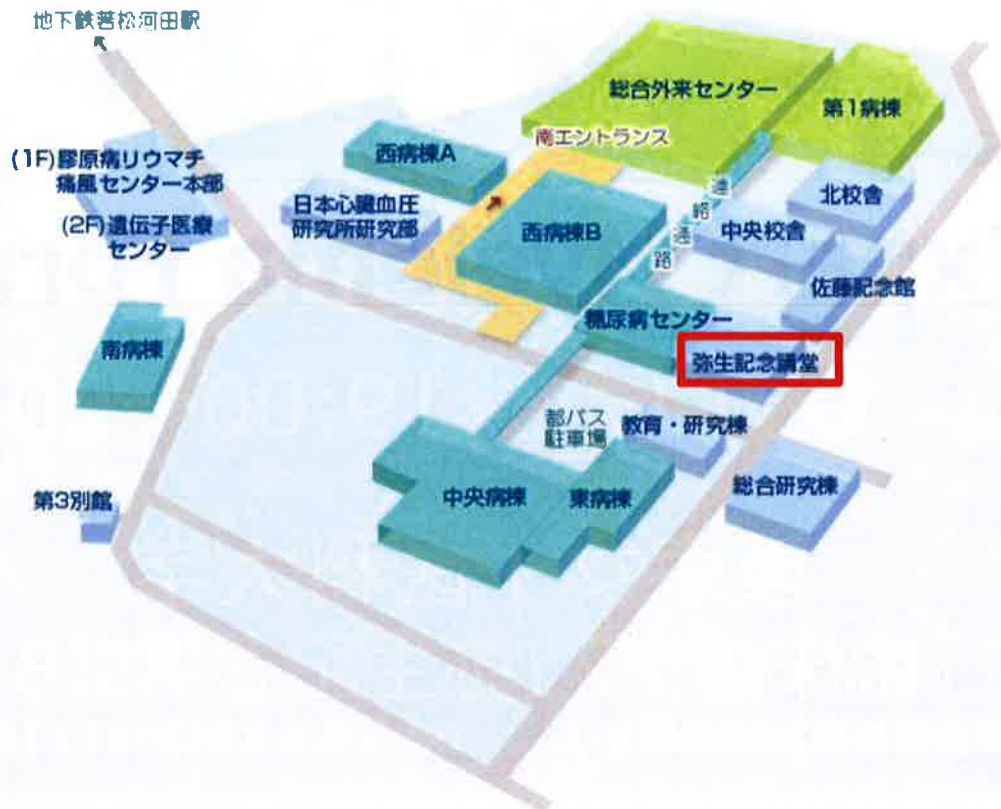 地下鉄若松河田駅
総合外来センター
第1病棟
南エントランス
(1F)膠原病リウマチ
痛風センター本部
西病棟A
(2F)遺伝子医療
センター
日本心臓血圧
研究所研究部
西病棟B
連絡通路
北校舎
中央校舎
佐藤記念館
糖尿病センター
弥生記念講堂
南病棟
都バス
駐車場
教育・研究棟
中央病棟
東病棟
総合研究棟
第3別館